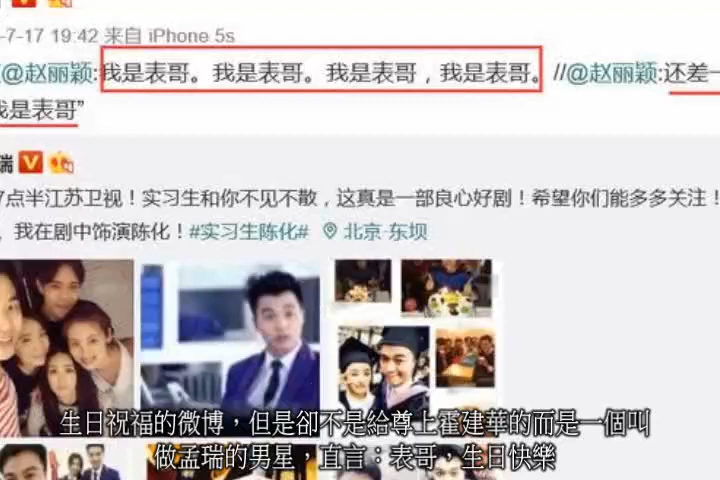 -7-17 19:42 来自 iPhone 5s
@赵丽颖:我是表哥。我是表哥。我是表哥，我是表哥。//@赵丽颖:还差一
我是表哥”
瑞
7点半江苏卫视！实习生和你不见不散，这真是一部良心好剧！希望你们能多多关注！
。我在剧中饰演陈化！#实习生陈化# 北京·东坝
生日祝福的微博，但是卻不是給尊上霍建華的而是一個叫
做孟瑞的男星，直言：表哥，生日快樂